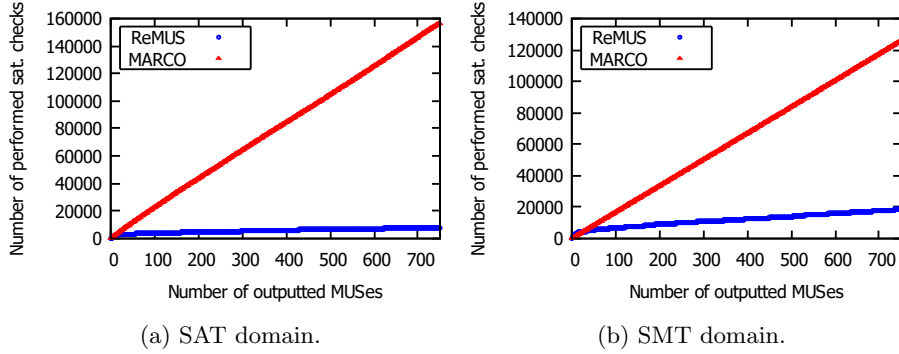 Number of performed sat. checks
160000
140000
120000
100000
80000
60000
40000
20000
0
ReMUS
MARCO
0 100 200 300 400 500 600 700
Number of outputted MUSes
(a) SAT domain.
Number of performed sat. checks
140000
120000
100000
80000
60000
40000
20000
0
ReMUS
MARCO
0 100 200 300 400 500 600 700
Number of outputted MUSes
(b) SMT domain.